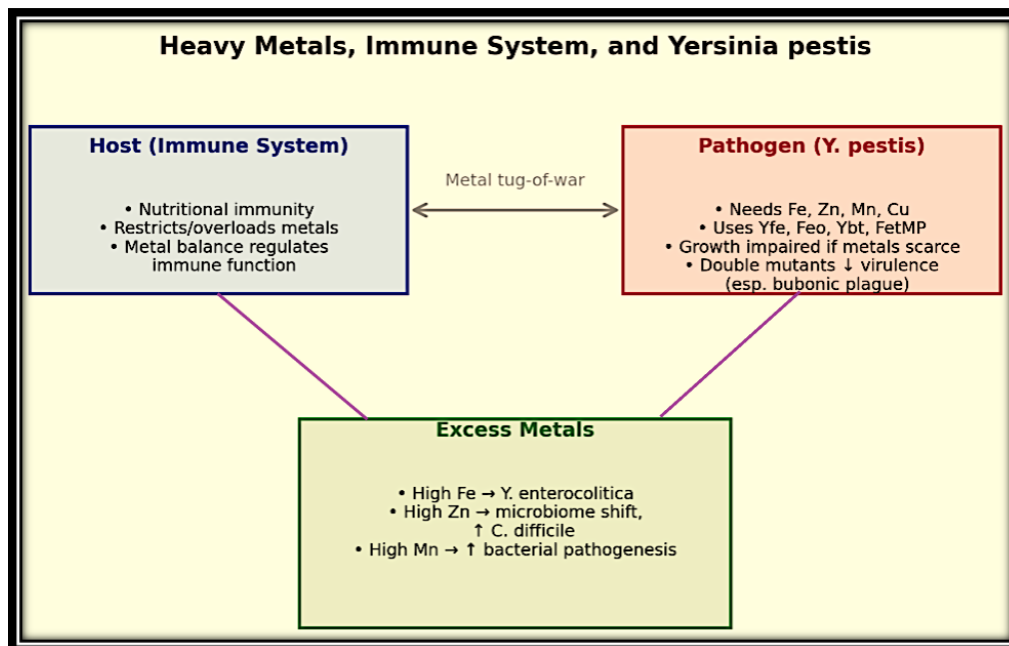 Heavy Metals, Immune System, and Yersinia pestis
Host (Immune System)
• Nutritional immunity
• Restricts/overloads metals
• Metal balance regulates
immune function
Metal tug-of-war
Pathogen (Y. pestis)
• Needs Fe, Zn, Mn, Cu
• Uses Yfe, Feo, Ybt, FetMP
• Growth impaired if metals scarce
• Double mutants ↓ virulence
(esp. bubonic plague)
Excess Metals
• High Fe → Y. enterocolitica
• High Zn → microbiome shift,
↑ C. difficile
• High Mn → ↑ bacterial pathogenesis